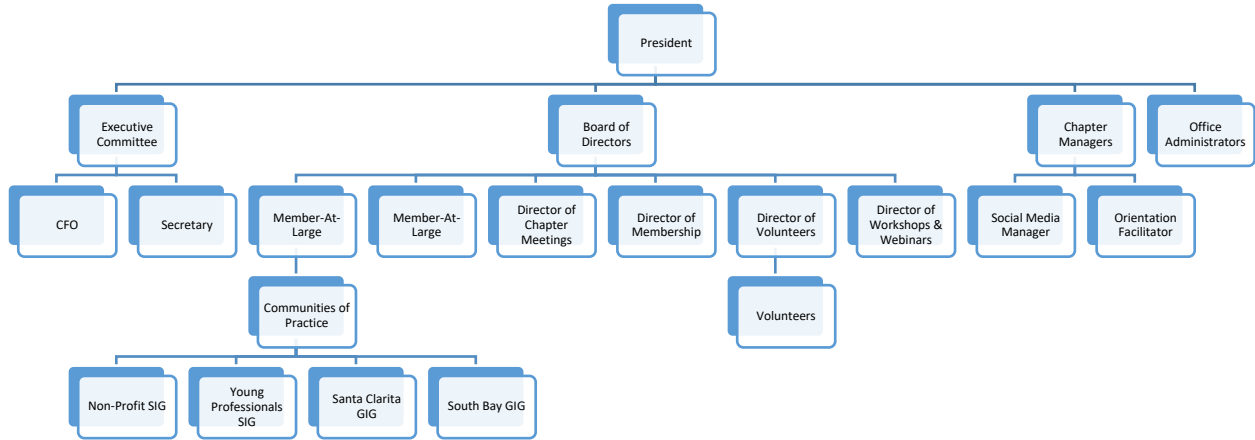 President
Executive
Committee
Board of
Directors
Chapter
Managers
Office
Administrators
CFO
Secretary
Member-At-
Large
Member-At-
Large
Director of
Chapter
Meetings
Director of
Membership
Director of
Volunteers
Director of
Workshops &
Webinars
Social Media
Manager
Orientation
Facilitator
Communities of
Practice
Volunteers
Non-Profit SIG
Young
Professionals
SIG
Santa Clarita
GIG
South Bay GIG